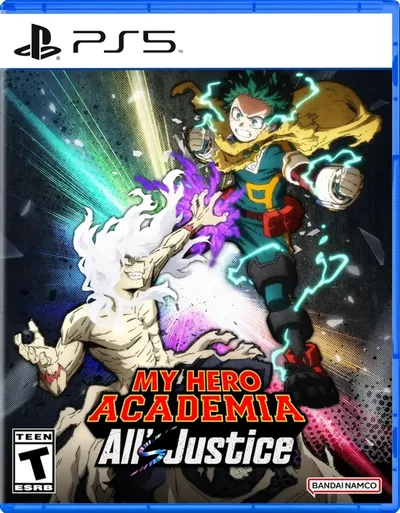 PS5
MY HERO
ACADEMIA
All's Justice
TEEN
T
ESRB
BANDAI NAMCO